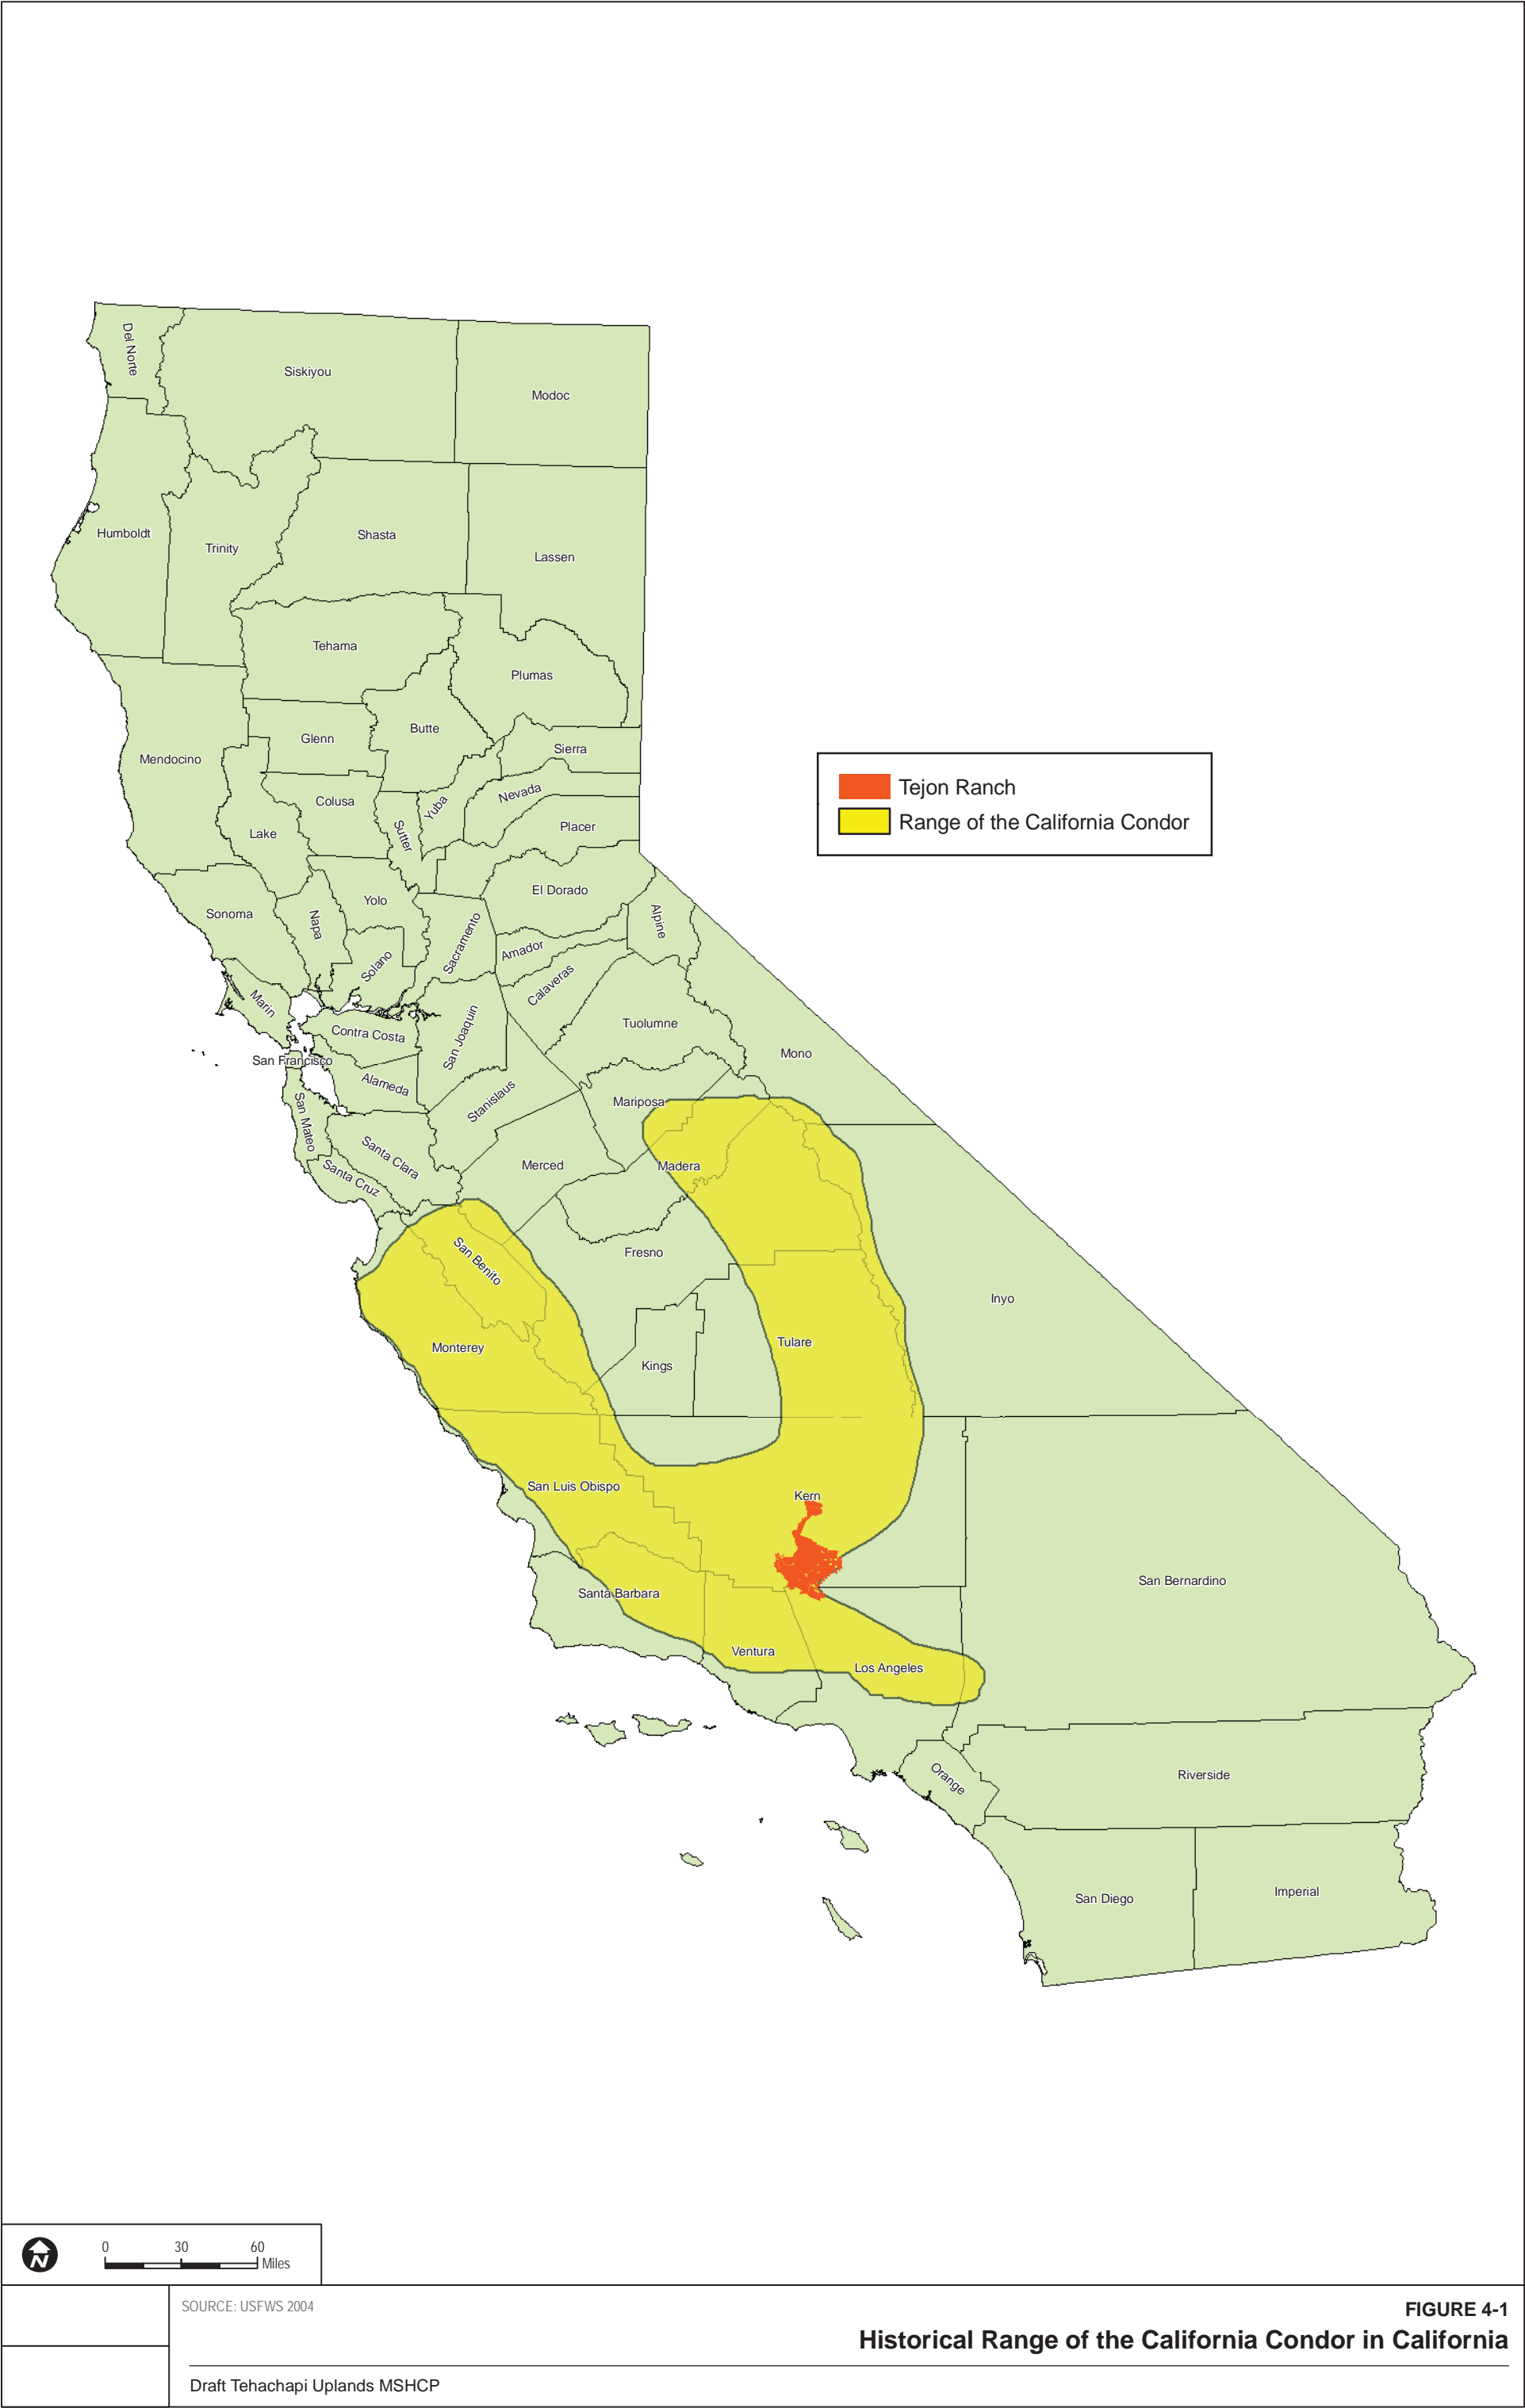 Del Norte
Siskiyou
Modoc
Humboldt
Trinity
Shasta
Lassen
Tehama
Plumas
Mendocino
Glenn
Butte
Sierra
Lake
Colusa
Sutter
Yuba
Nevada
Placer
Tejon Ranch
Range of the California Condor
Sonoma
Napa
Yolo
Solano
Sacramento
El Dorado
Amador
Alpine
Calaveras
Marin
Contra Costa
San Joaquin
Tuolumne
Mono
San Francisco
Alameda
Stanislaus
Mariposa
San Mateo
Santa Clara
Santa Cruz
Merced
Madera
San Benito
Fresno
Inyo
Monterey
Kings
Tulare
San Luis Obispo
Kern
Santa Barbara
San Bernardino
Ventura
Los Angeles
Orange
Riverside
San Diego
Imperial
N
0 30 60
Miles
SOURCE: USFWS 2004
FIGURE 4-1
Historical Range of the California Condor in California
Draft Tehachapi Uplands MSHCP